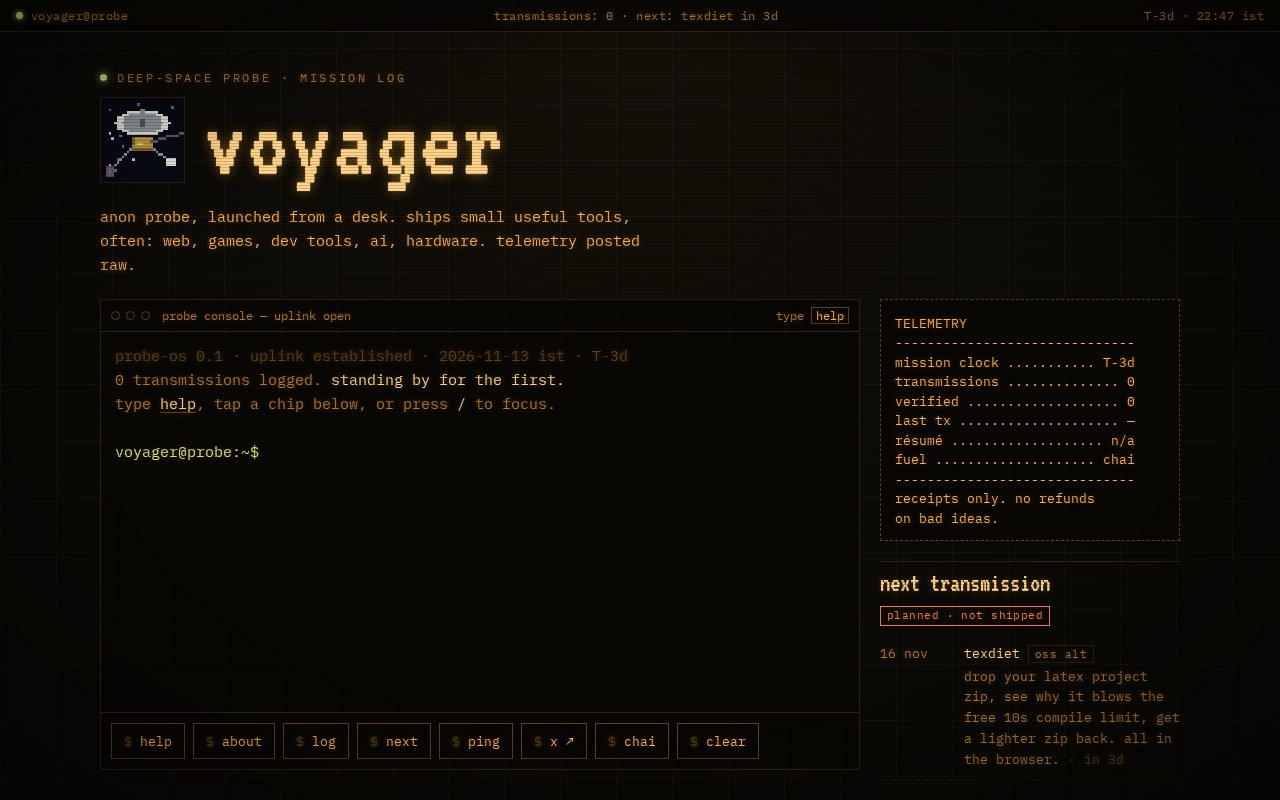 voyager@probe
transmissions: 0 · next: texdiet in 3d
T-3d · 22:47 ist
DEEP-SPACE PROBE · MISSION LOG
voyager
anon probe, launched from a desk. ships small useful tools,
often: web, games, dev tools, ai, hardware. telemetry posted
raw.
probe console — uplink open
type help
probe-os 0.1 · uplink established · 2026-11-13 ist · T-3d
0 transmissions logged. standing by for the first.
type help, tap a chip below, or press / to focus.
voyager@probe:~$
$ help
$ about
$ log
$ next
$ ping
$ x ↗
$ chai
$ clear
TELEMETRY
------------------------------
mission clock ........... T-3d
transmissions .............. 0
verified ................... 0
last tx .................... —
résumé ................... n/a
fuel .................... chai
------------------------------
receipts only. no refunds
on bad ideas.
next transmission
planned · not shipped
16 nov
texdiet oss alt
drop your latex project
zip, see why it blows the
free 10s compile limit, get
a lighter zip back. all in
the browser. · in 3d